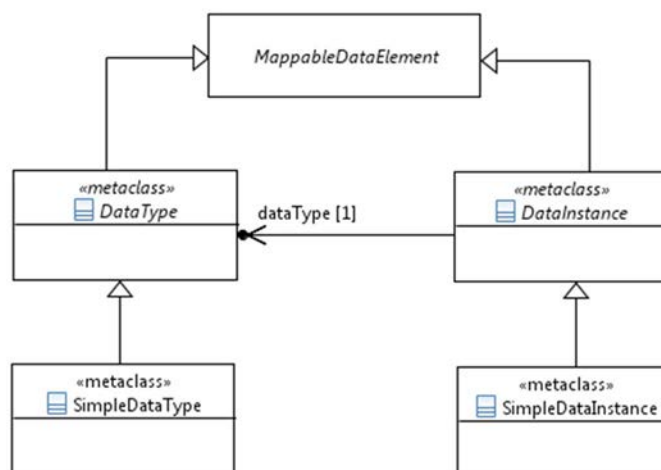 MappableDataElement
«metaclass»
DataType
dataType [1]
«metaclass»
DataInstance
«metaclass»
SimpleDataType
«metaclass»
SimpleDataInstance